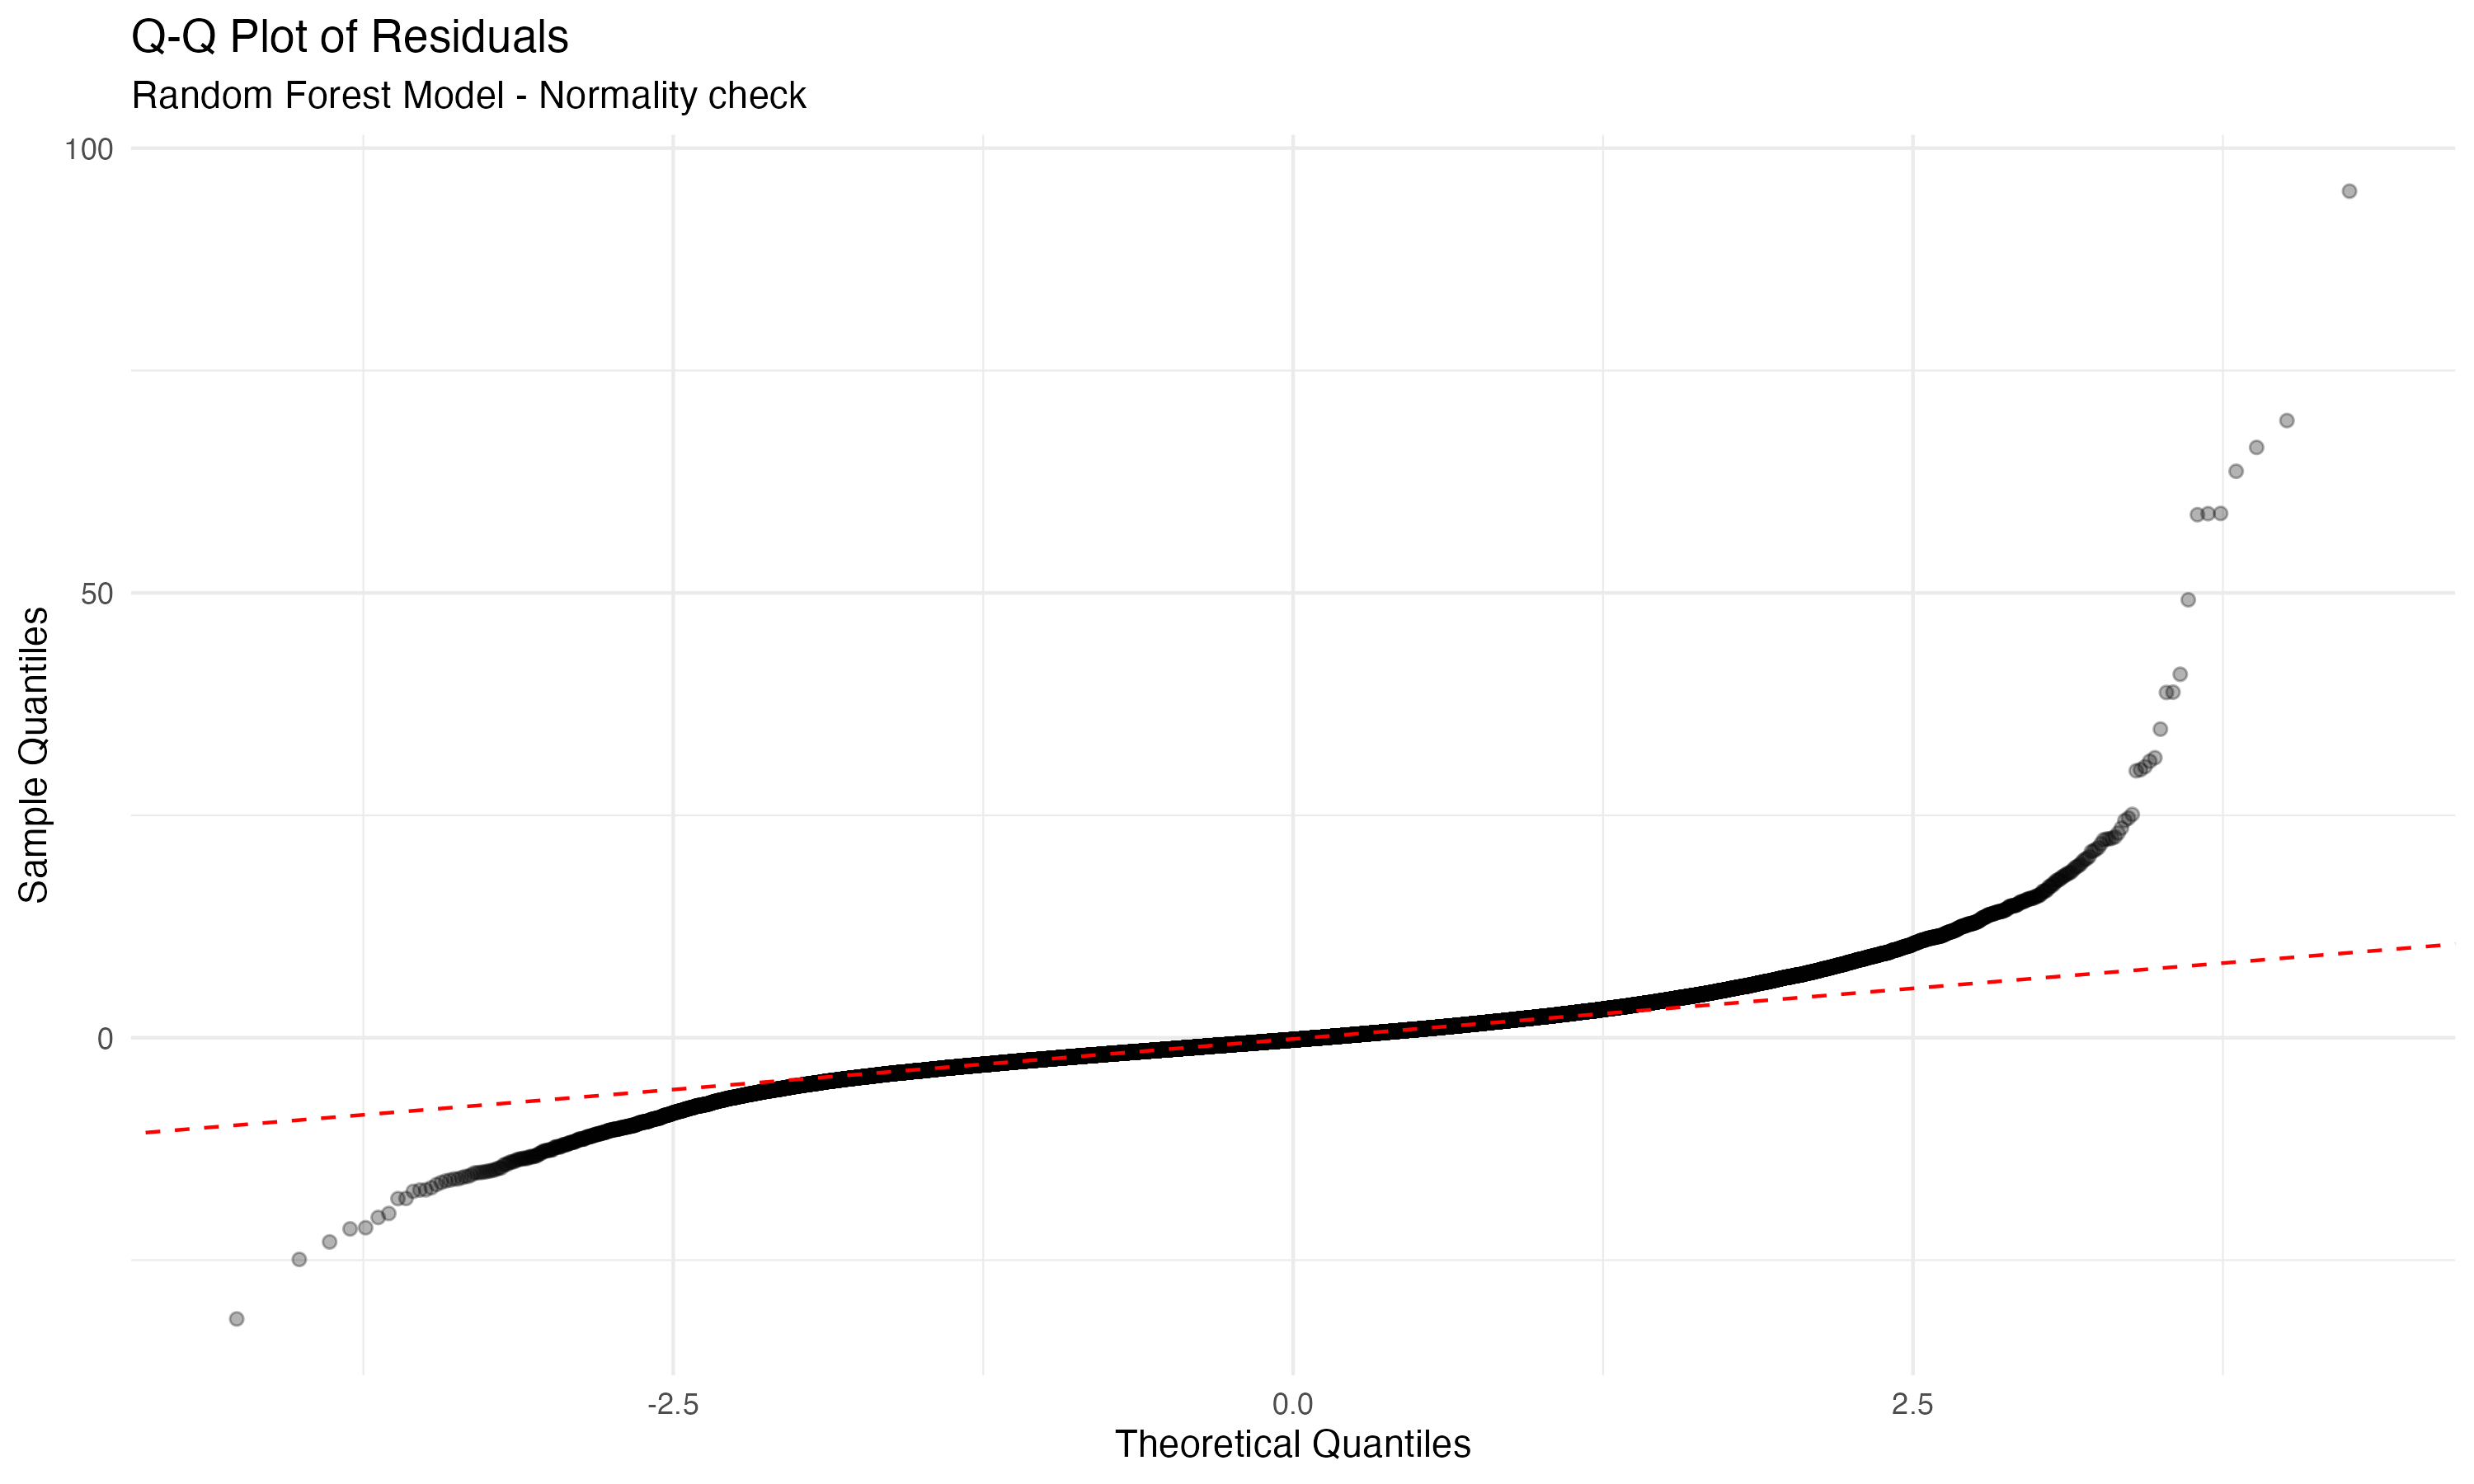 Q-Q Plot of Residuals
Random Forest Model - Normality check
100
50
0
Sample Quantiles
-2.5
0.0
2.5
Theoretical Quantiles